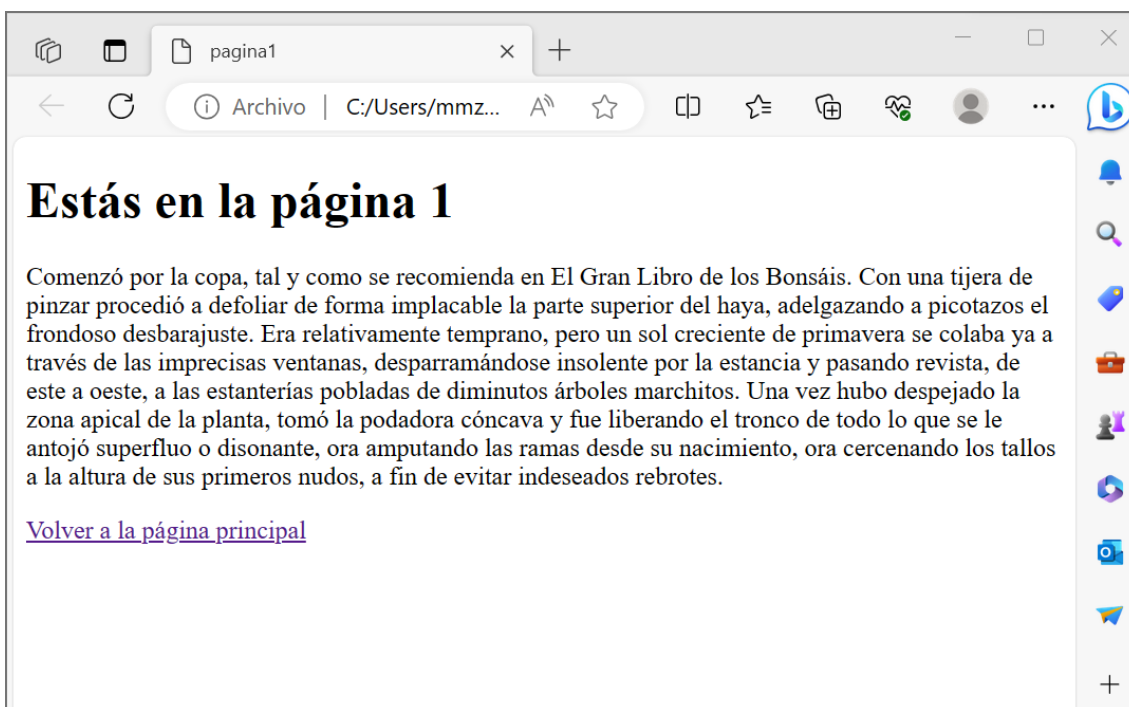 pagina1
Archivo | C:/Users/mmz...
Estás en la página 1
Comenzó por la copa, tal y como se recomienda en El Gran Libro de los Bonsáis. Con una tijera de
pinzar procedió a defoliar de forma implacable la parte superior del haya, adelgazando a picotazos el
frondoso desbarajuste. Era relativamente temprano, pero un sol creciente de primavera se colaba ya a
través de las imprecisas ventanas, desparramándose insolente por la estancia y pasando revista, de
este a oeste, a las estanterías pobladas de diminutos árboles marchitos. Una vez hubo despejado la
zona apical de la planta, tomó la podadora cóncava y fue liberando el tronco de todo lo que se le
antojó superfluo o disonante, ora amputando las ramas desde su nacimiento, ora cercenando los tallos
a la altura de sus primeros nudos, a fin de evitar indeseados rebrotes.
Volver a la página principal